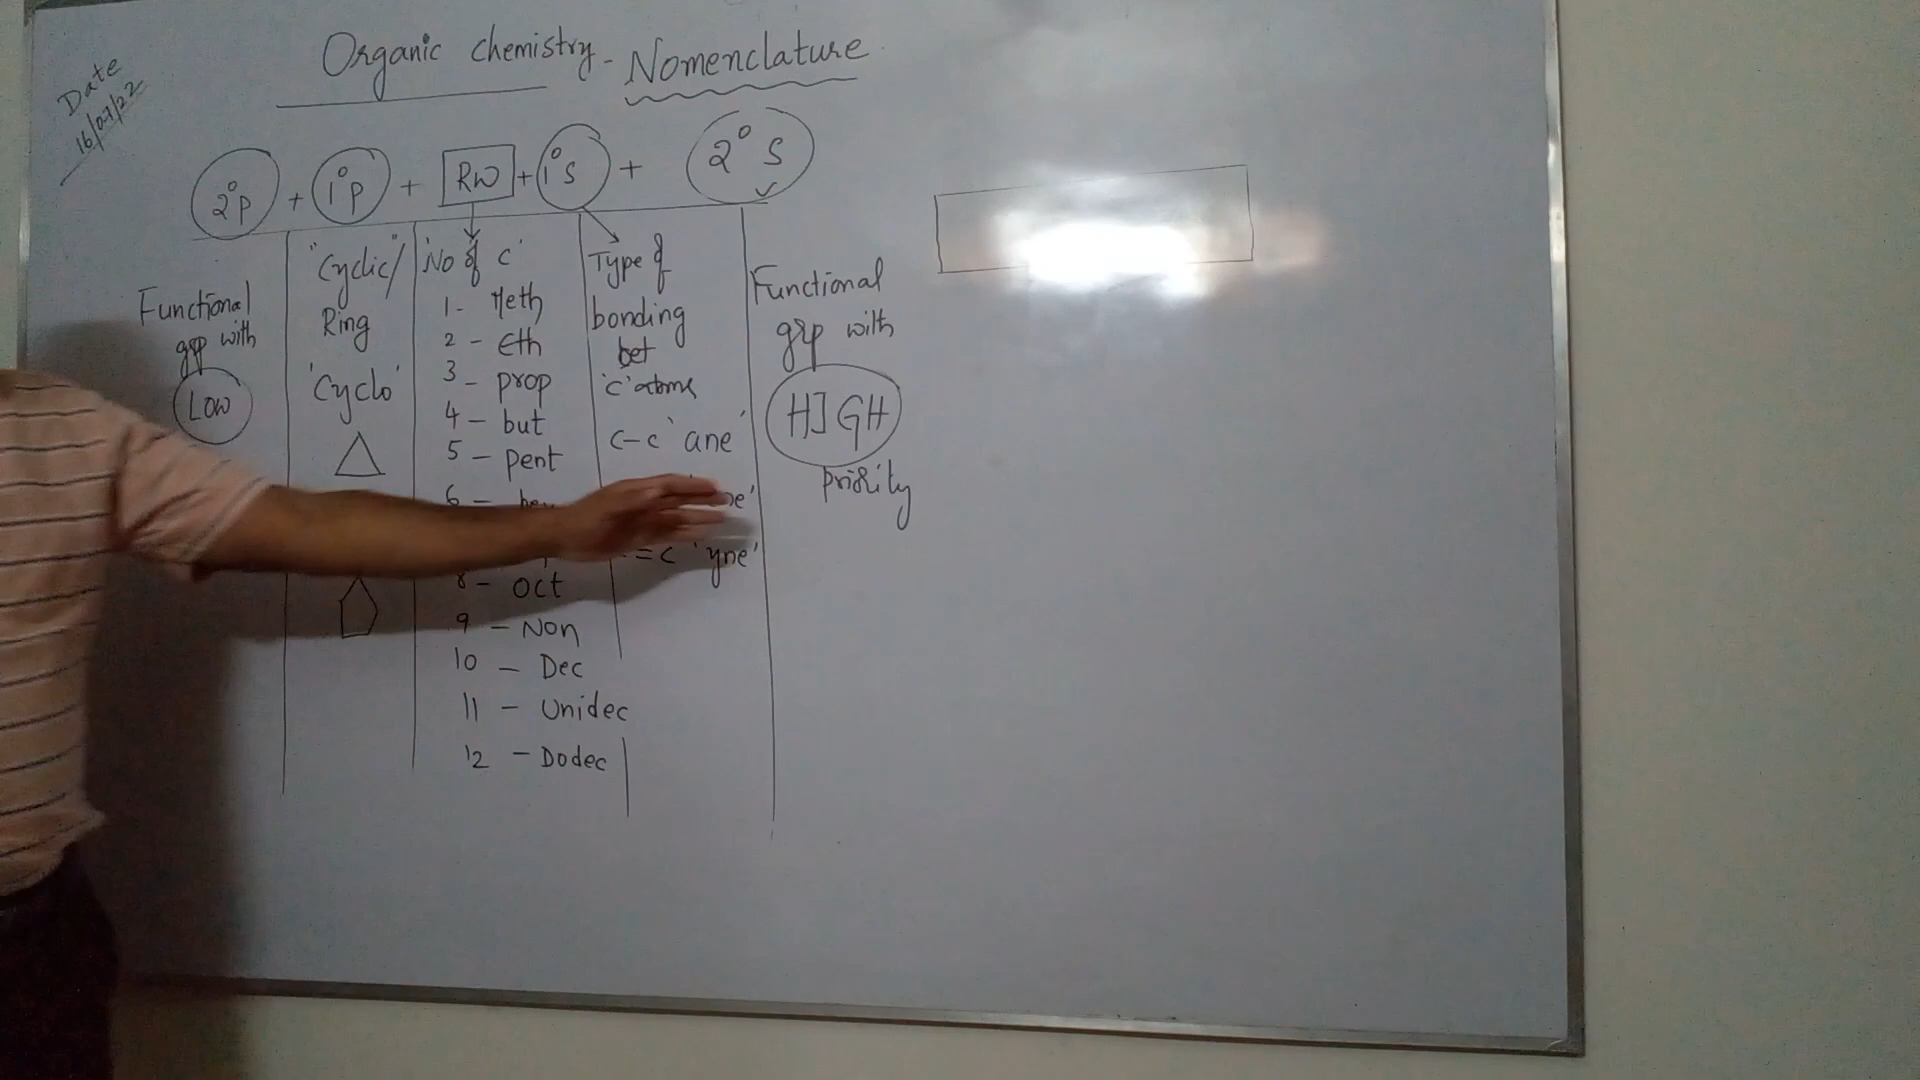 Organic chemistry - Nomenclature
Date
16/07/22
2°P + 1°P + RW + 1°S + 2°S
Functional
grp with
Low
"Cyclic"/
Ring
'Cyclo'
'No of c'
1 - Meth
2 - Eth
3 - prop
4 - but
5 - pent
6 -
8 - oct
9 - Non
10 - Dec
11 - Unidec
12 - Dodec
Type of
bonding
bet
'c' atoms
c-c 'ane'
'yne'
Functional
grp with
HIGH
priority